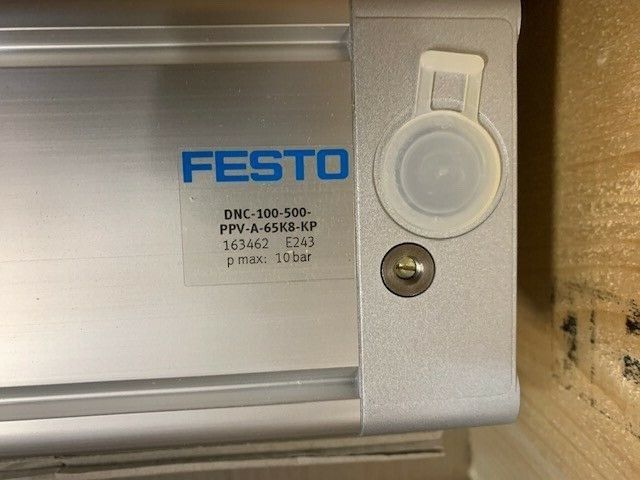 FESTO
DNC-100-500-
PPV-A-65K8-KP
163462 E243
p max: 10 bar